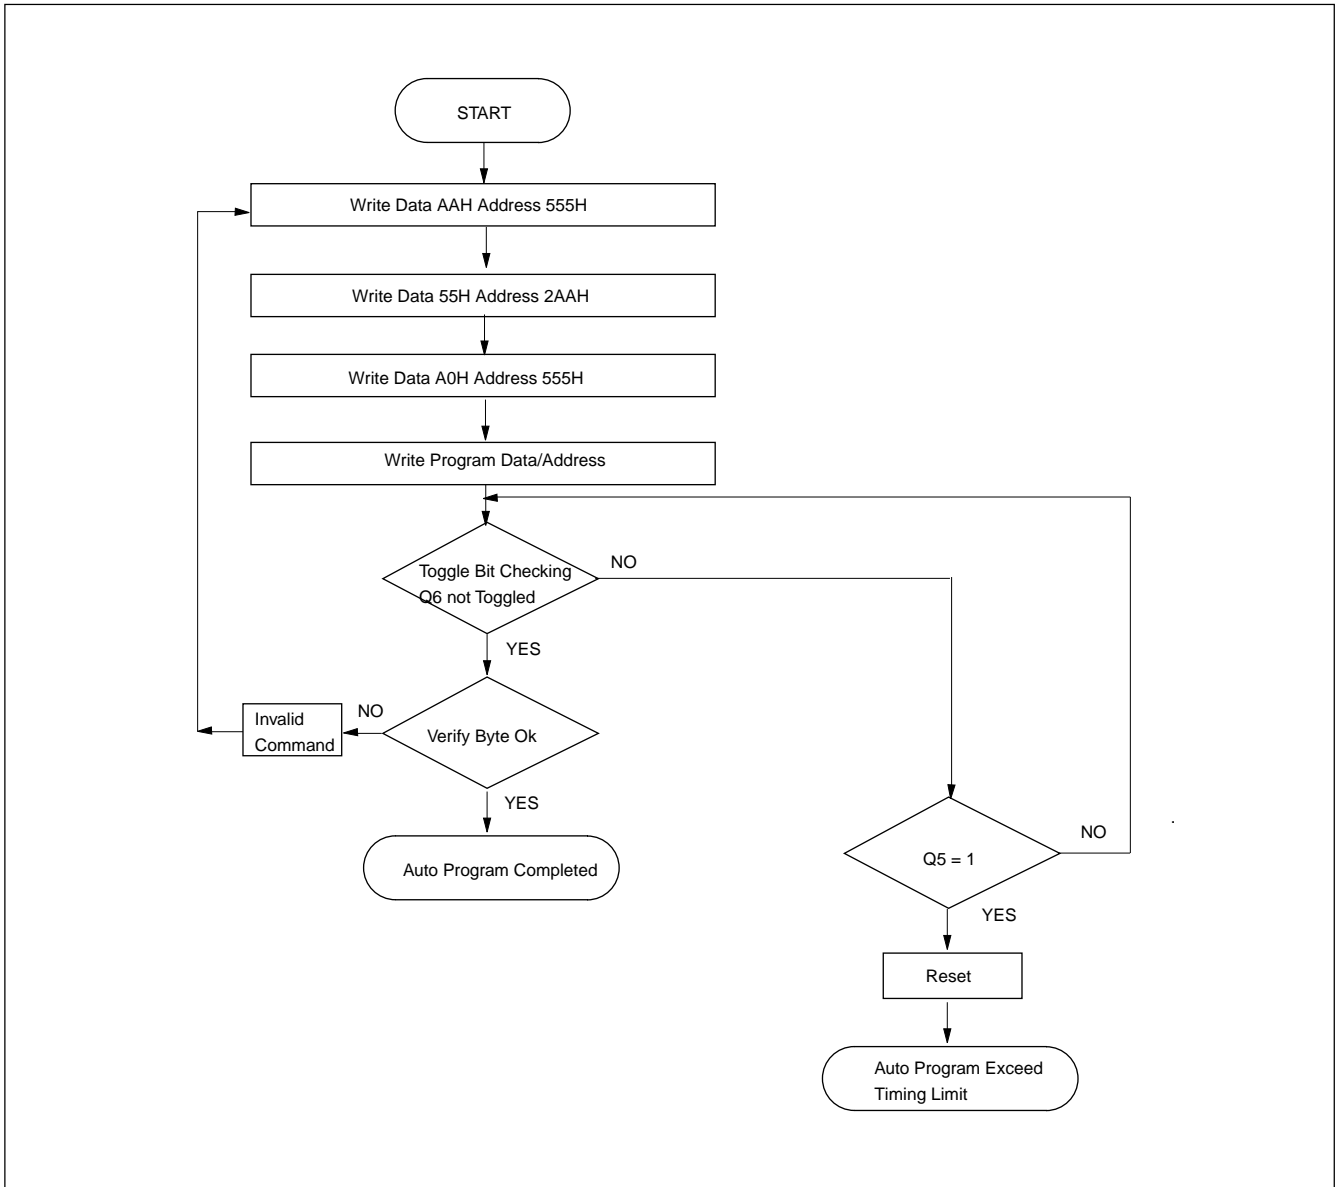 START
Write Data AAH Address 555H
Write Data 55H Address 2AAH
Write Data A0H Address 555H
Write Program Data/Address
Toggle Bit Checking
Q6 not Toggled
NO
YES
Invalid
Command
NO
Verify Byte Ok
YES
Auto Program Completed
Q5 = 1
NO
YES
Reset
Auto Program Exceed
Timing Limit